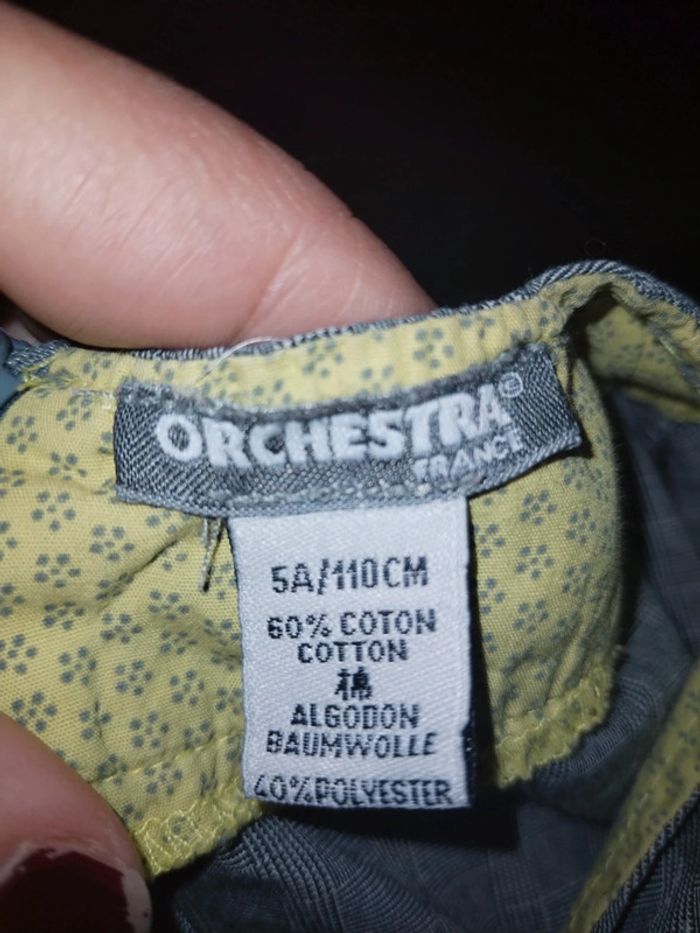 ORCHESTRA®
FRANCE
5A/110CM
60% COTON
COTTON
棉
ALGODON
BAUMWOLLE
40%POLYESTER